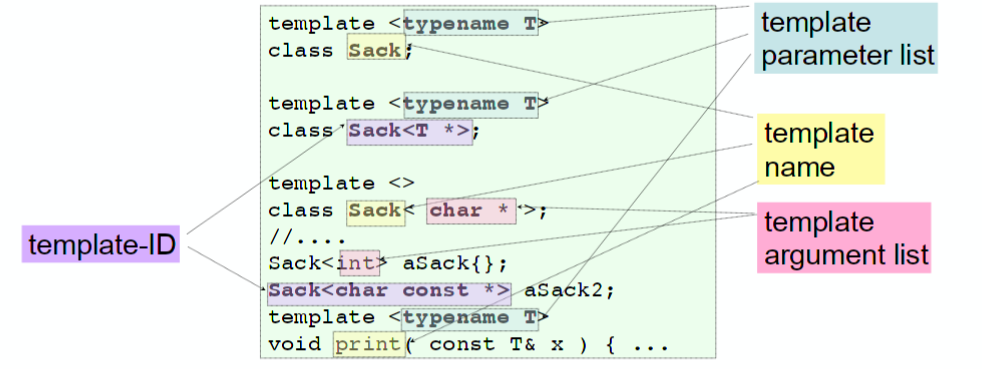 template <typename T>
class Sack;
template <typename T>
class Sack<T *>;
template <>
class Sack< char * >;
//....
Sack<int> aSack{};
Sack<char const *> aSack2;
template <typename T>
void print( const T& x ) { ...
template-ID
template
parameter list
template
name
template
argument list